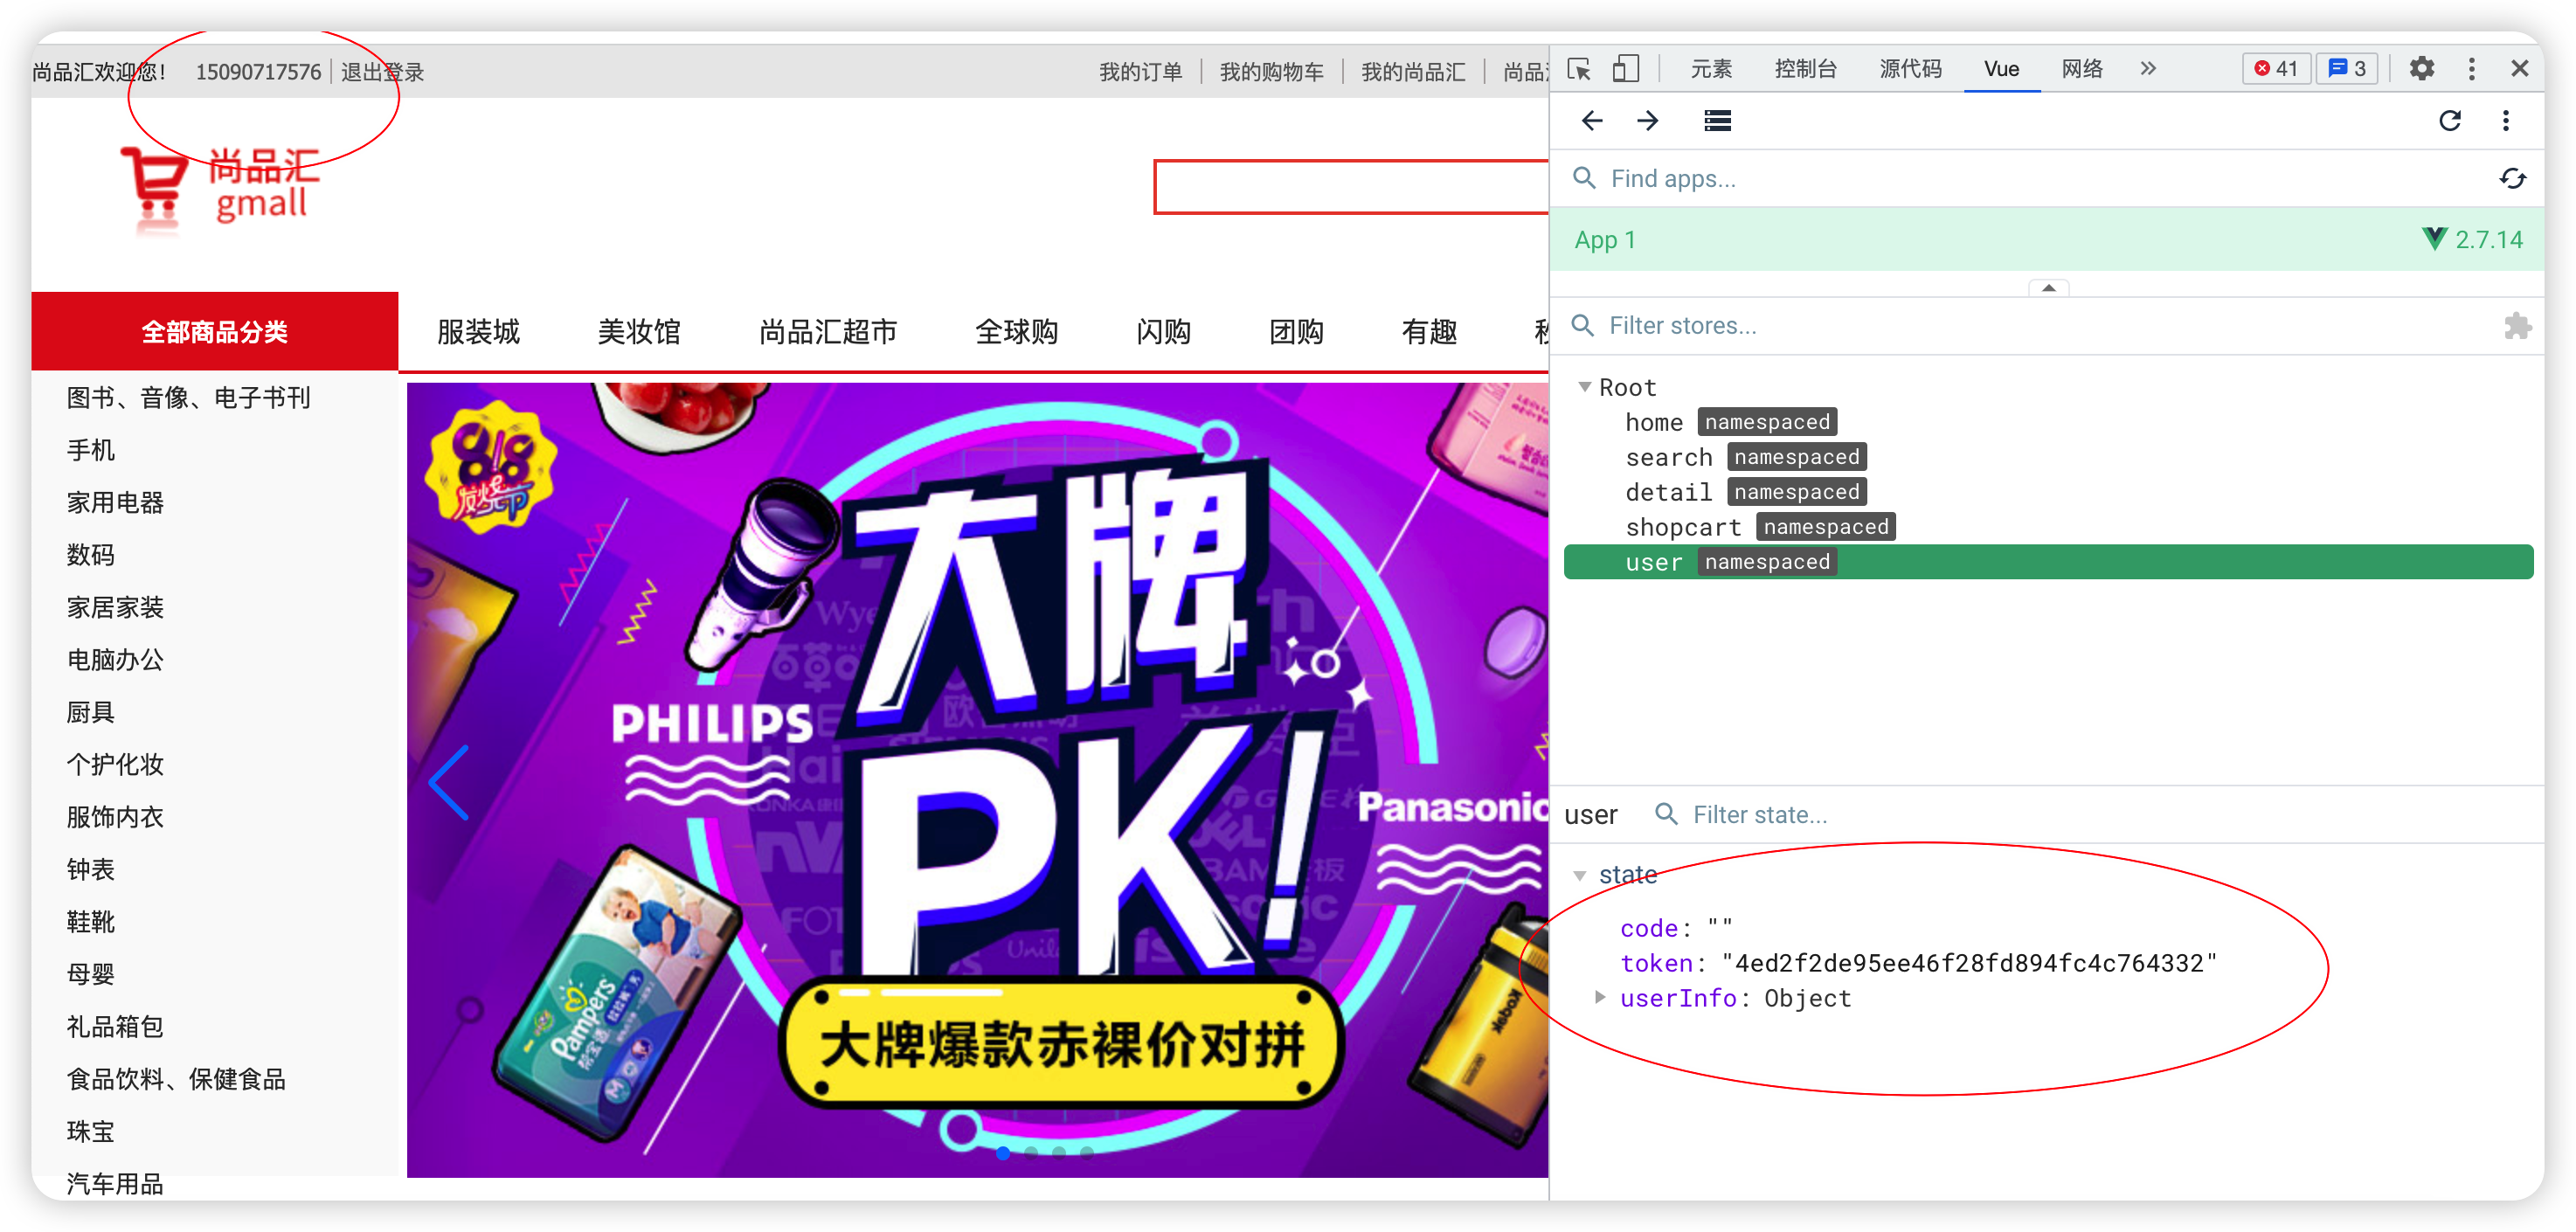 尚品汇欢迎您! 15090717576 退出登录 我的订单 我的购物车 我的尚品汇 尚品
尚品汇
gmall
全部商品分类 服装城 美妆馆 尚品汇超市 全球购 闪购 团购 有趣
图书、音像、电子书刊
手机
家用电器
数码
家居家装
电脑办公
厨具
个护化妆
服饰内衣
钟表
鞋靴
母婴
礼品箱包
食品饮料、保健食品
珠宝
汽车用品
818
发烧节
大牌
PK!
PHILIPS
Panasonic
Pampers
帮宝适
Kodak
大牌爆款赤裸价对拼
元素 控制台 源代码 Vue 网络 » 41 3
Find apps...
App 1 2.7.14
Filter stores...
Root
home namespaced
search namespaced
detail namespaced
shopcart namespaced
user namespaced
user Filter state...
state
code: ""
token: "4ed2f2de95ee46f28fd894fc4c764332"
userInfo: Object